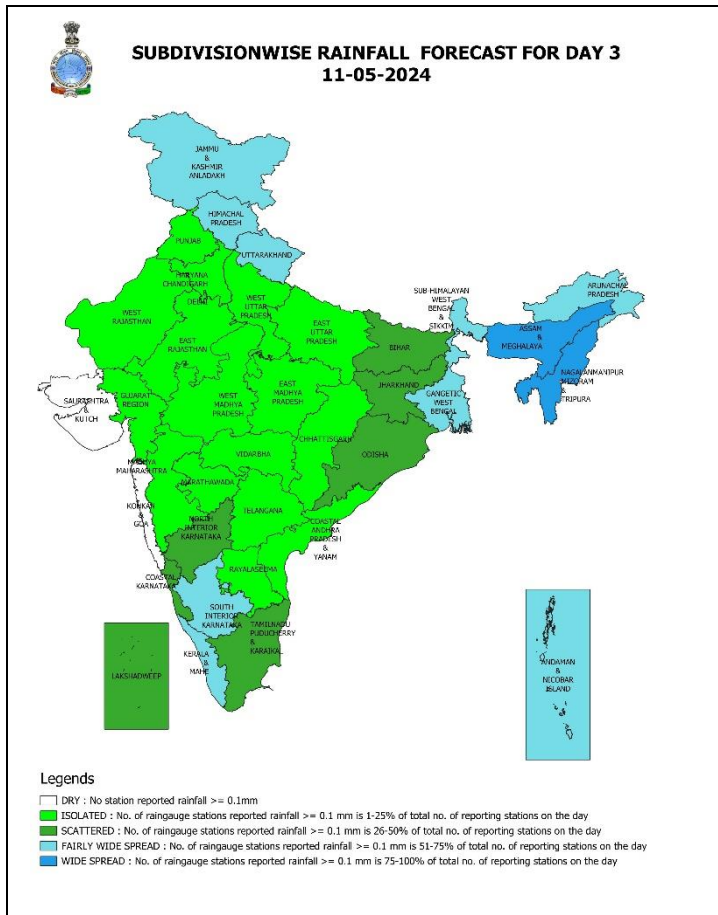 SUBDIVISIONWISE RAINFALL FORECAST FOR DAY 3
11-05-2024
JAMMU
&
KASHMIR
ANLADAKH
HIMACHAL
PRADESH
PUNJAB
UTTARAKHAND
HARYANA
CHANDIGARH
&
DELHI
WEST
UTTAR
PRADESH
EAST
UTTAR
PRADESH
WEST
RAJASTHAN
EAST
RAJASTHAN
SUB-HIMALAYAN
WEST
BENGAL
&
SIKKIM
ARUNACHAL
PRADESH
ASSAM
&
MEGHALAYA
NAGALANMANIPUR
MIZORAM
&
TRIPURA
BIHAR
JHARKHAND
GANGETIC
WEST
BENGAL
SAURASHTRA
&
KUTCH
GUJARAT
REGION
WEST
MADHYA
PRADESH
EAST
MADHYA
PRADESH
CHHATTISGARH
ODISHA
MADHYA
MAHARASHTRA
VIDARBHA
MARATHAWADA
KONKAN
&
GOA
NORTH
INTERIOR
KARNATAKA
TELANGANA
COASTAL
ANDHRA
PRADESH
&
YANAM
RAYALASEEMA
COASTAL
KARNATAKA
SOUTH
INTERIOR
KARNATAKA
TAMILNADU
PUDUCHERRY
&
KARAIKAL
KERALA
&
MAHE
LAKSHADWEEP
ANDAMAN
&
NICOBAR
ISLAND
Legends
DRY : No station reported rainfall >= 0.1mm
ISOLATED : No. of raingauge stations reported rainfall >= 0.1 mm is 1-25% of total no. of reporting stations on the day
SCATTERED : No. of raingauge stations reported rainfall >= 0.1 mm is 26-50% of total no. of reporting stations on the day
FAIRLY WIDE SPREAD : No. of raingauge stations reported rainfall >= 0.1 mm is 51-75% of total no. of reporting stations on the day
WIDE SPREAD : No. of raingauge stations reported rainfall >= 0.1 mm is 75-100% of total no. of reporting stations on the day